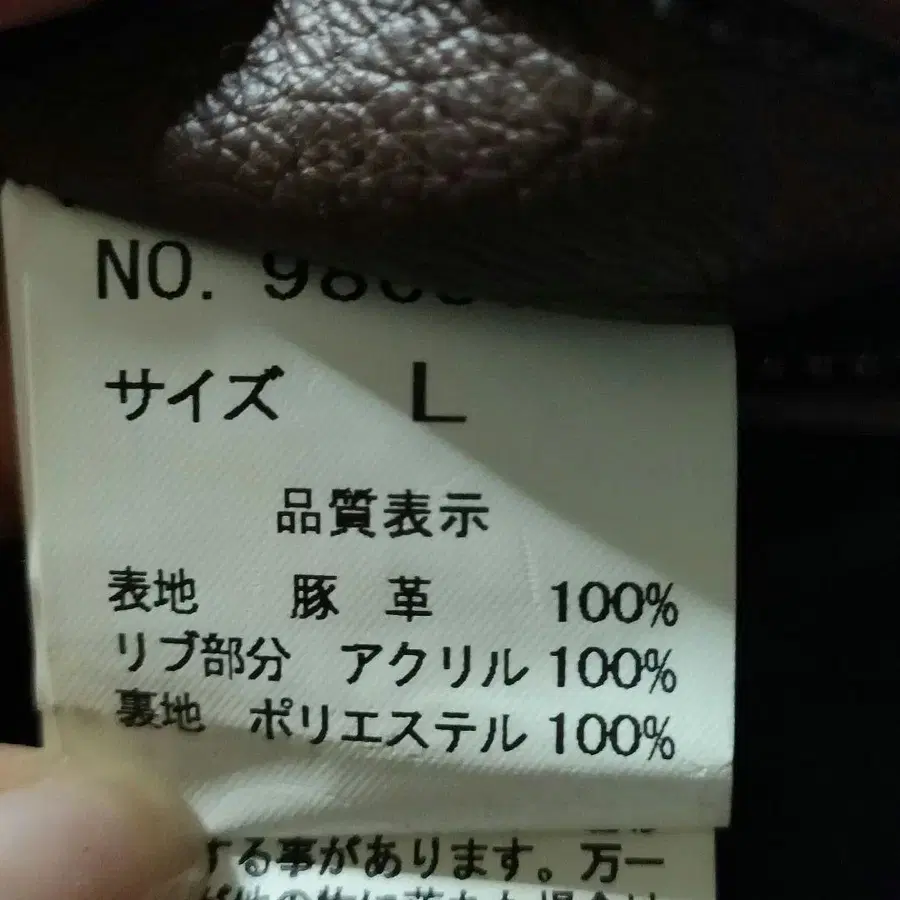 NO. 98
サイズ L
品質表示
表地 豚革 100%
リブ部分 アクリル 100%
裏地 ポリエステル 100%
する事があります。万一